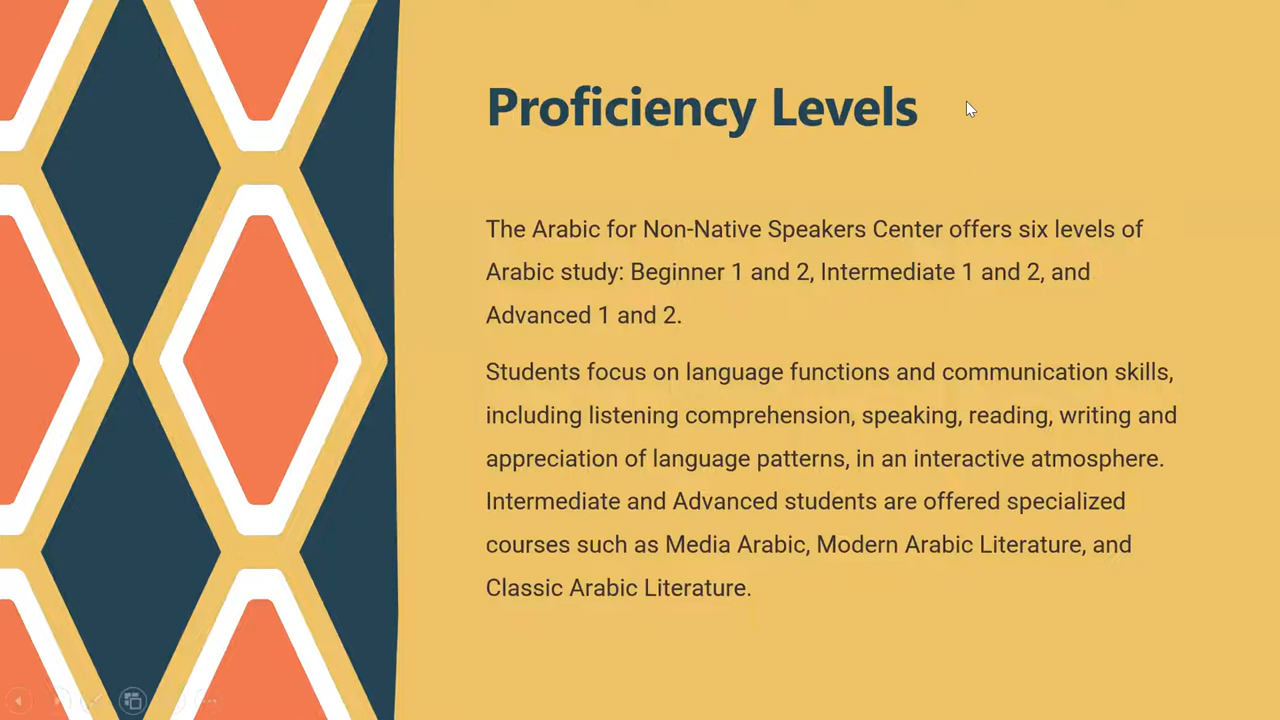 Proficiency Levels
The Arabic for Non-Native Speakers Center offers six levels of
Arabic study: Beginner 1 and 2, Intermediate 1 and 2, and
Advanced 1 and 2.
Students focus on language functions and communication skills,
including listening comprehension, speaking, reading, writing and
appreciation of language patterns, in an interactive atmosphere.
Intermediate and Advanced students are offered specialized
courses such as Media Arabic, Modern Arabic Literature, and
Classic Arabic Literature.